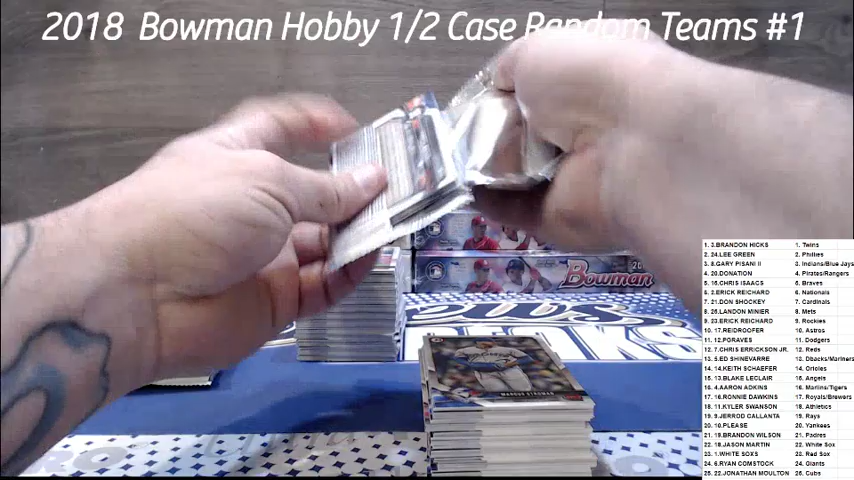 2018 Bowman Hobby 1/2 Case Random Teams #1
1. 3.BRANDON HICKS 1. Twins
2. 24.LEE GREEN 2. Phillies
3. 8.GARY PISANI II 3. Indians/Blue Jays
4. 20.DONATION 4. Pirates/Rangers
5. 16.CHRIS ISAACS 5. Braves
6. 2.ERICK REICHARD 6. Nationals
7. 21.DON SHOCKEY 7. Cardinals
8. 26.LANDON MINIER 8. Mets
9. 23.ERICK REICHARD 9. Rockies
10. 17.REIDROOFER 10. Astros
11. 12.PGRAVES 11. Dodgers
12. 7.CHRIS ERRICKSON JR. 12. Reds
13. 5.ED SHINEVARRE 13. Dbacks/Mariners
14. 14.KEITH SCHAEFER 14. Orioles
15. 13.BLAKE LECLAIR 15. Angels
16. 4.AARON ADKINS 16. Marlins/Tigers
17. 16.RONNIE DAWKINS 17. Royals/Brewers
18. 11.KYLER SWANSON 18. Athletics
19. 9.JERROD CALLANTA 19. Rays
20. 10.PLEASE 20. Yankees
21. 19.BRANDON WILSON 21. Padres
22. 18.JASON MARTIN 22. White Sox
23. 1.WHITE SOXS 23. Red Sox
24. 6.RYAN COMSTOCK 24. Giants
25. 22.JONATHAN MOULTON 25. Cubs
Bowman
MARCUS STROMAN